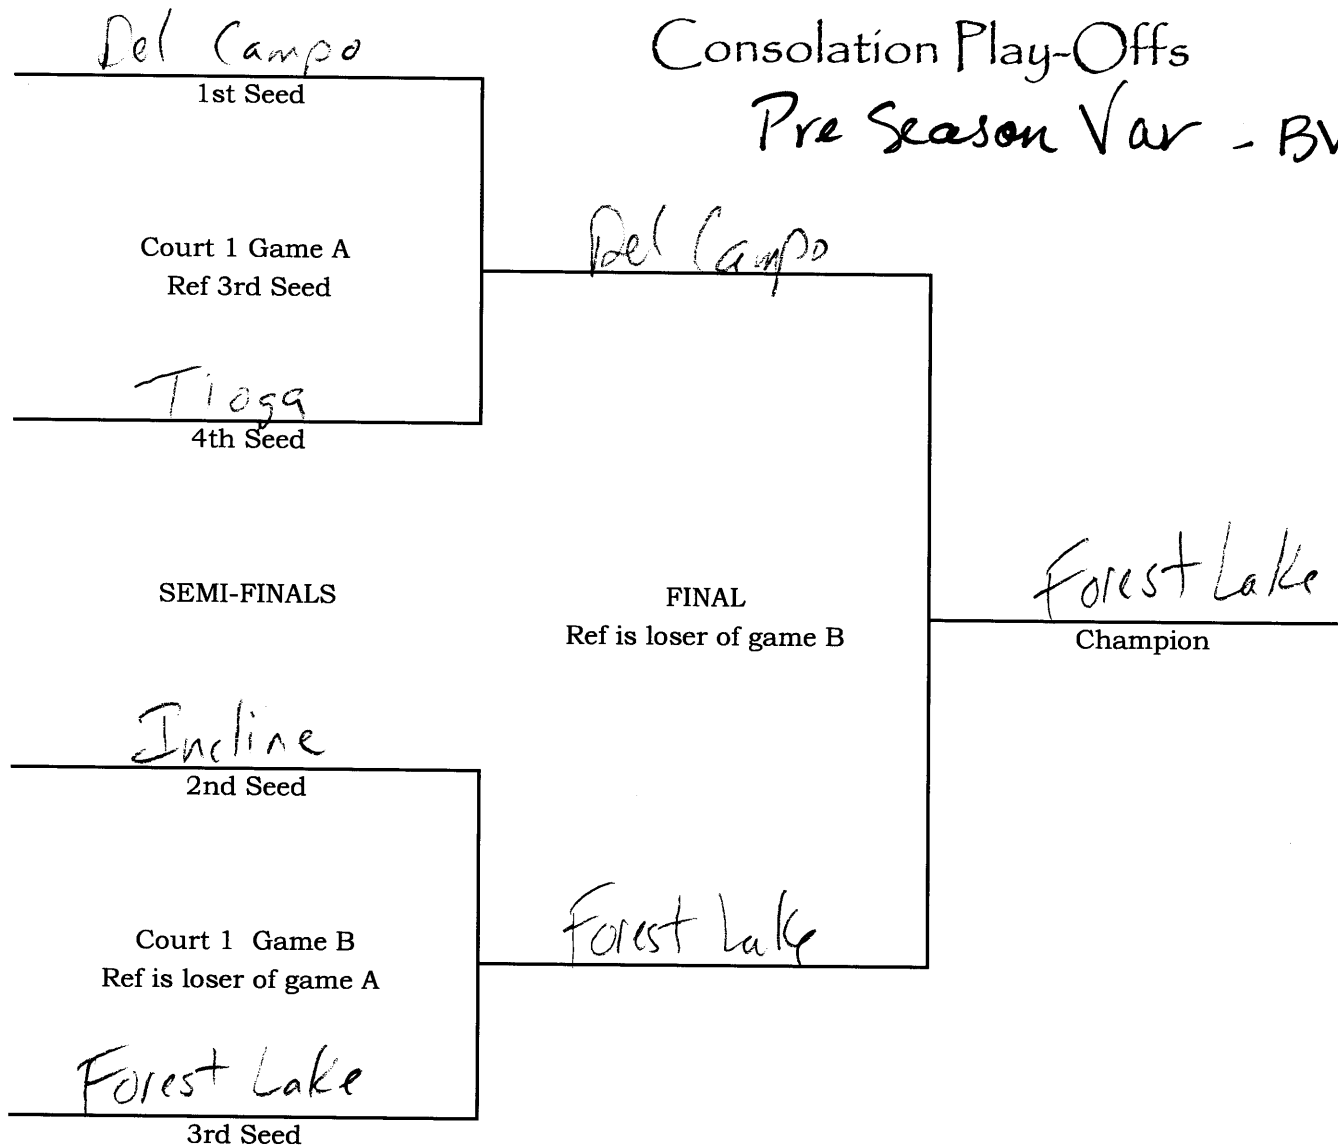 Consolation Play-Offs
Pre Season Var - BV
Del Campo
1st Seed
Court 1 Game A
Ref 3rd Seed
Tioga
4th Seed
Del Campo
SEMI-FINALS
FINAL
Ref is loser of game B
Forest Lake
Champion
Incline
2nd Seed
Court 1 Game B
Ref is loser of game A
Forest Lake
3rd Seed
Forest Lake